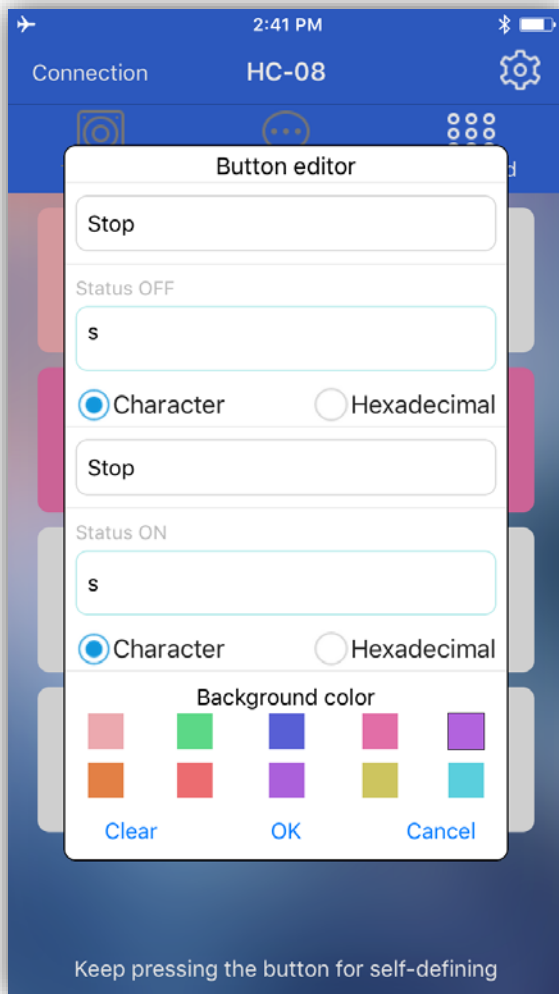 2:41 PM
Connection
HC-08
Button editor
Stop
Status OFF
s
Character
Hexadecimal
Stop
Status ON
s
Character
Hexadecimal
Background color
Clear
OK
Cancel
Keep pressing the button for self-defining